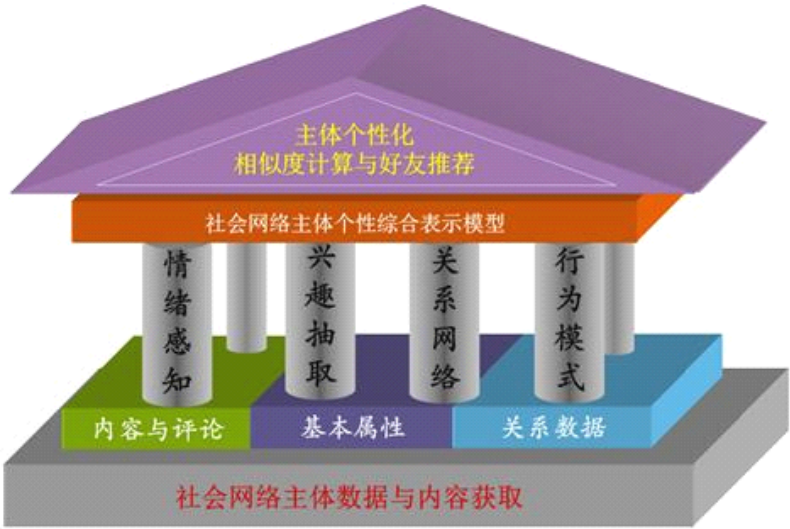 主体个性化
相似度计算与好友推荐
社会网络主体个性综合表示模型
情绪感知
兴趣抽取
关系网络
行为模式
内容与评论
基本属性
关系数据
社会网络主体数据与内容获取